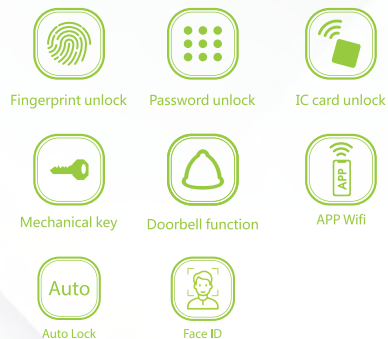 Fingerprint unlock
Password unlock
IC card unlock
Mechanical key
Doorbell function
APP
APP Wifi
Auto
Auto Lock
Face ID